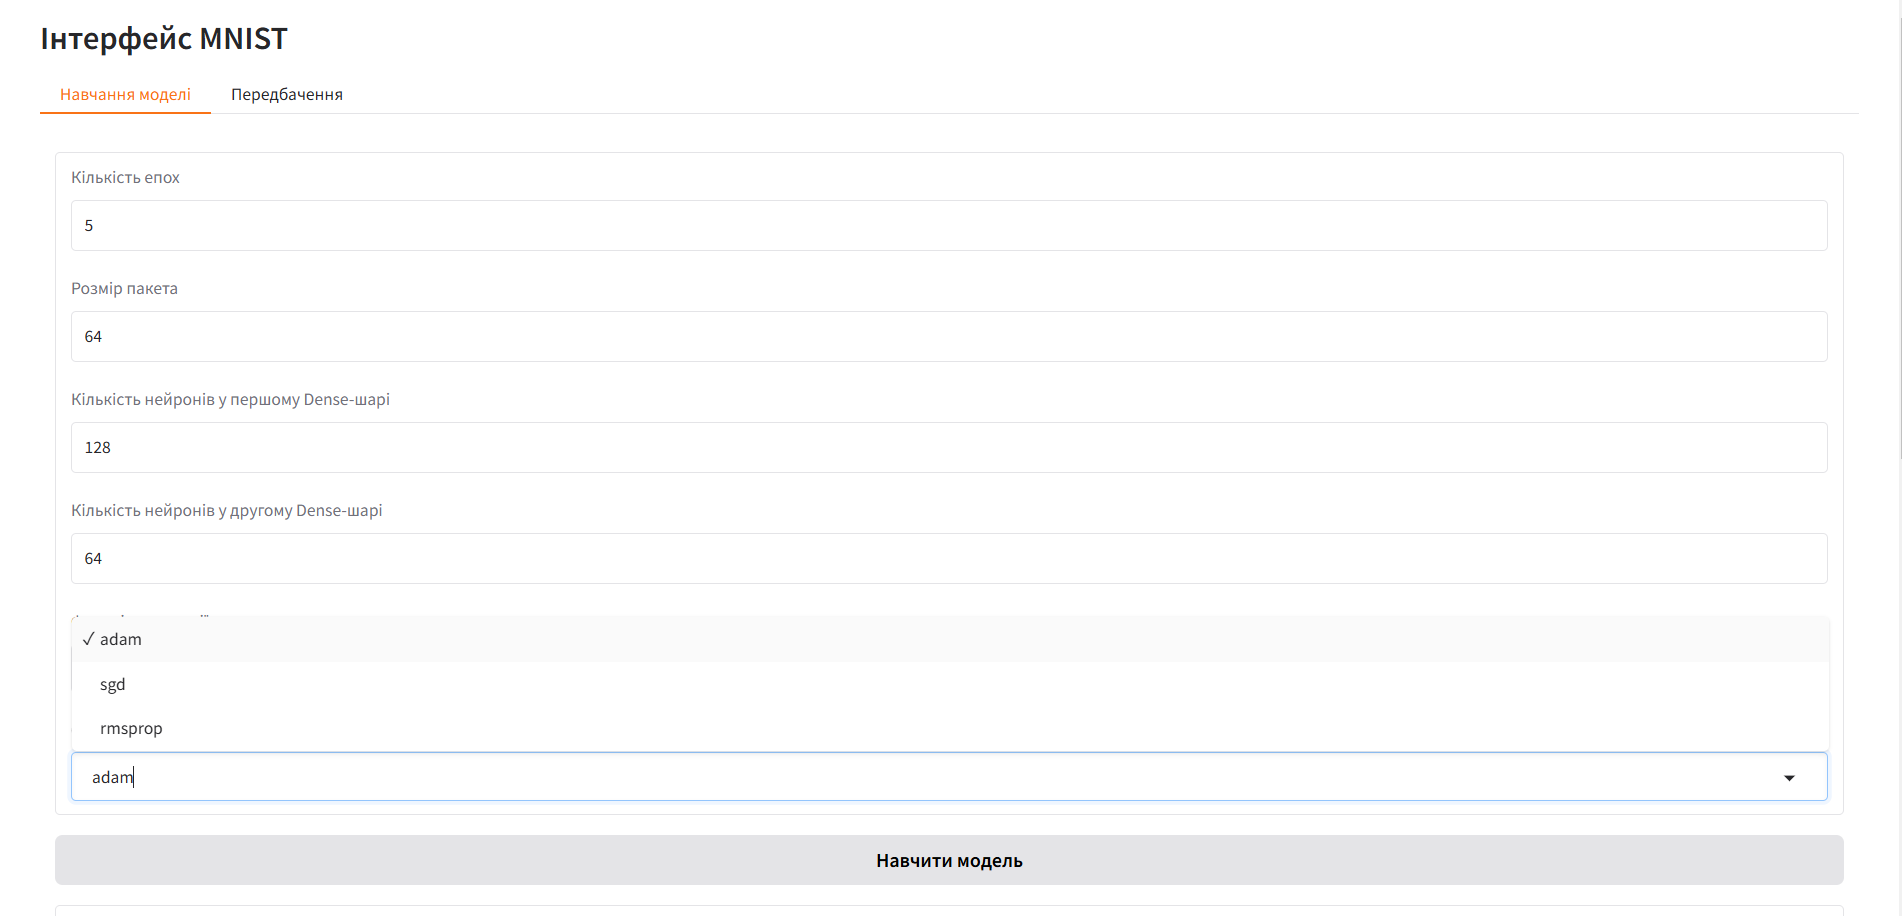 Інтерфейс MNIST
Навчання моделі
Передбачення
Кількість епох
5
Розмір пакета
64
Кількість нейронів у першому Dense-шарі
128
Кількість нейронів у другому Dense-шарі
64
✓ adam
sgd
rmsprop
adam
Навчити модель